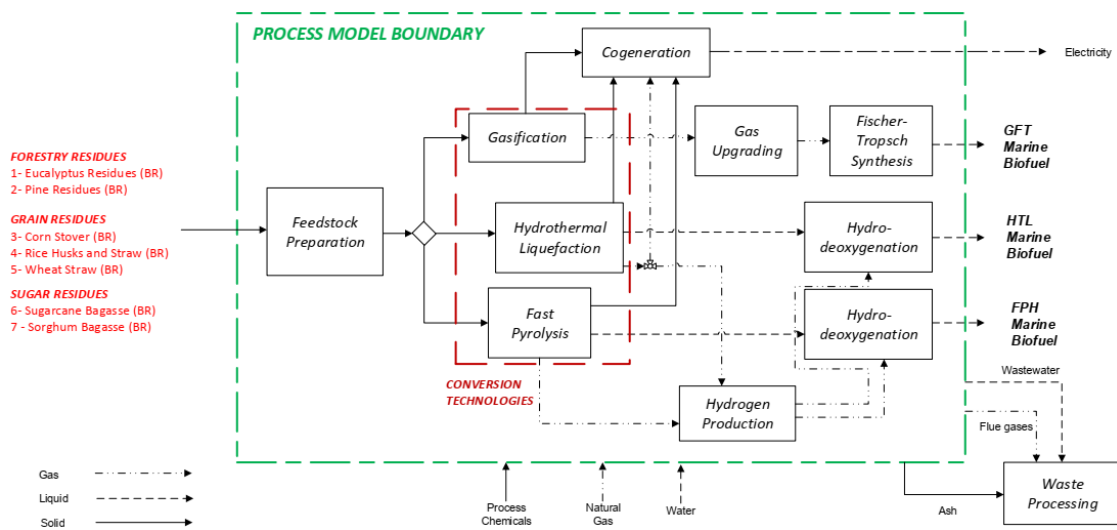 PROCESS MODEL BOUNDARY
Cogeneration
Electricity
Gasification
Gas
Upgrading
Fischer-
Tropsch
Synthesis
GFT
Marine
Biofuel
FORESTRY RESIDUES
1- Eucalyptus Residues (BR)
2- Pine Residues (BR)
GRAIN RESIDUES
3- Corn Stover (BR)
4- Rice Husks and Straw (BR)
5- Wheat Straw (BR)
SUGAR RESIDUES
6- Sugarcane Bagasse (BR)
7 - Sorghum Bagasse (BR)
Feedstock
Preparation
Hydrothermal
Liquefaction
Hydro-
deoxygenation
HTL
Marine
Biofuel
Fast
Pyrolysis
Hydro-
deoxygenation
FPH
Marine
Biofuel
CONVERSION
TECHNOLOGIES
Hydrogen
Production
Wastewater
Flue gases
Waste
Processing
Ash
Gas
Liquid
Solid
Process
Chemicals
Natural
Gas
Water